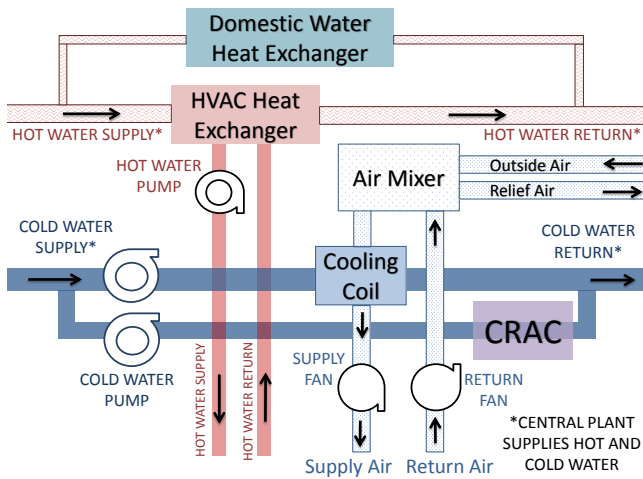 Domestic Water
Heat Exchanger
HVAC Heat
Exchanger
HOT WATER SUPPLY*
HOT WATER RETURN*
HOT WATER
PUMP
Air Mixer
Outside Air
Relief Air
COLD WATER
SUPPLY*
COLD WATER
RETURN*
Cooling
Coil
CRAC
COLD WATER
PUMP
HOT WATER SUPPLY
HOT WATER RETURN
SUPPLY
FAN
RETURN
FAN
Supply Air
Return Air
*CENTRAL PLANT
SUPPLIES HOT AND
COLD WATER